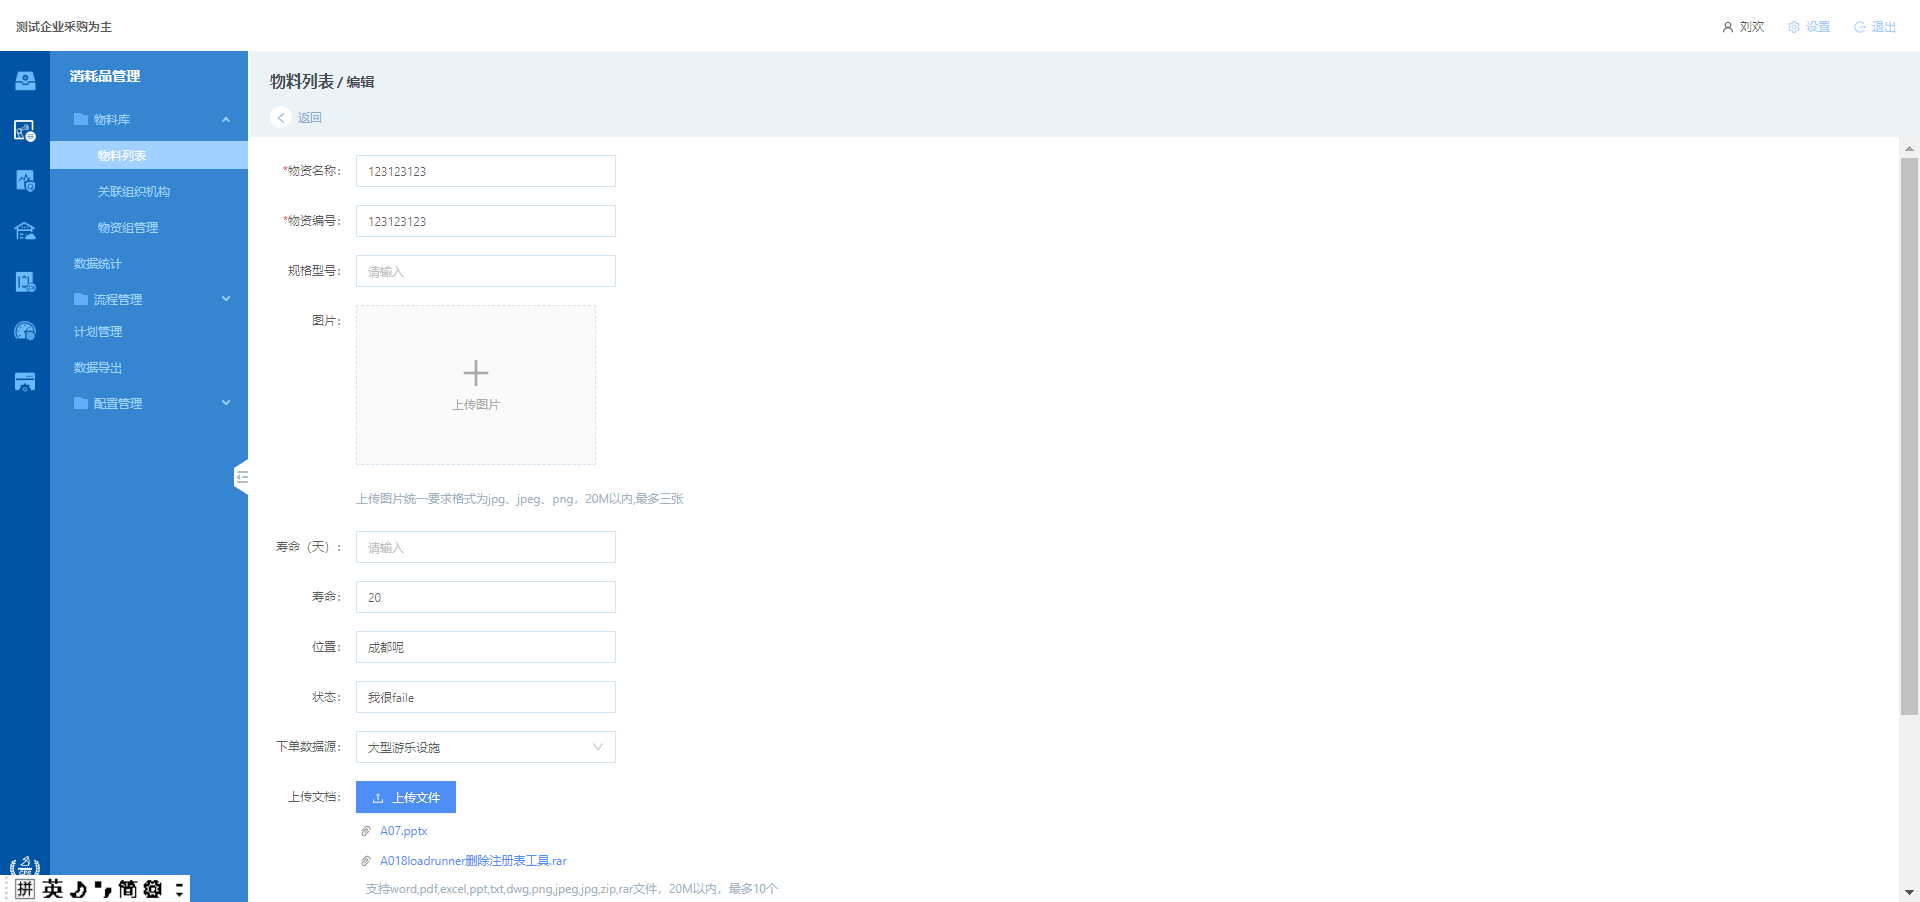 测试企业采购为主
刘欢
设置
退出
消耗品管理
物料库
物料列表
关联组织机构
物资组管理
数据统计
流程管理
计划管理
数据导出
配置管理
物料列表 / 编辑
返回
*物资名称： 123123123
*物资编号： 123123123
规格型号： 请输入
图片：
上传图片
上传图片统一要求格式为jpg、jpeg、png，20M以内,最多三张
寿命（天）： 请输入
寿命： 20
位置： 成都呢
状态： 我很faile
下单数据源： 大型游乐设施
上传文档： 上传文件
A07.pptx
A018loadrunner删除注册表工具.rar
支持word,pdf,excel,ppt,txt,dwg,png,jpeg,jpg,zip,rar文件，20M以内，最多10个
拼 英 简